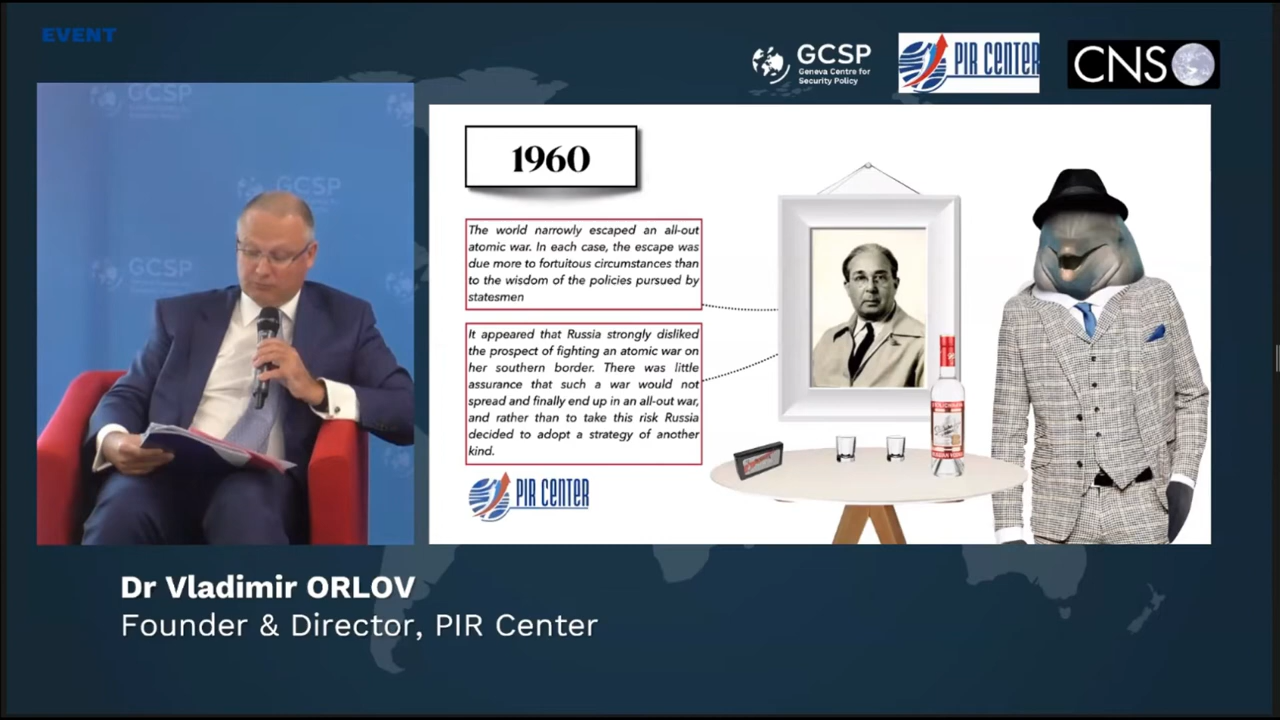 EVENT
GCSP
Geneva Centre for
Security Policy
PIR CENTER
CNS
GCSP
GCSP
GCSP
1960
The world narrowly escaped an all-out
atomic war. In each case, the escape was
due more to fortuitous circumstances than
to the wisdom of the policies pursued by
statesmen
It appeared that Russia strongly disliked
the prospect of fighting an atomic war on
her southern border. There was little
assurance that such a war would not
spread and finally end up in an all-out war,
and rather than to take this risk Russia
decided to adopt a strategy of another
kind.
PIR CENTER
Dr Vladimir ORLOV
Founder & Director, PIR Center